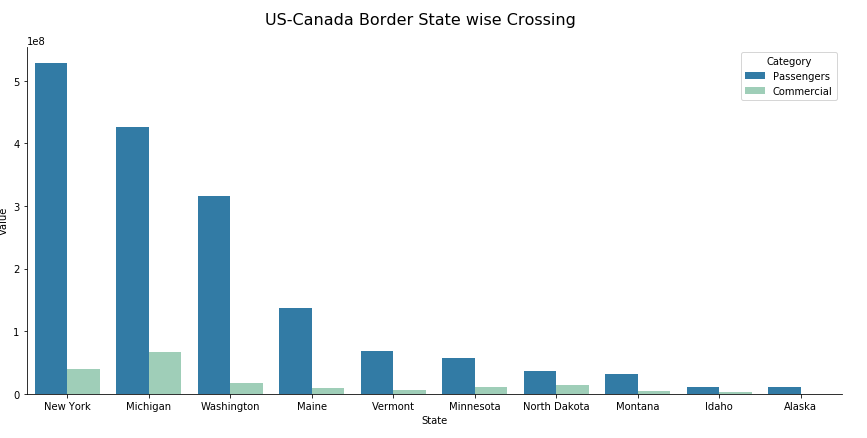 US-Canada Border State wise Crossing
1e8
Category
Passengers
Commercial
5
4
3
2
1
0
Value
New York Michigan Washington Maine Vermont Minnesota North Dakota Montana Idaho Alaska
State